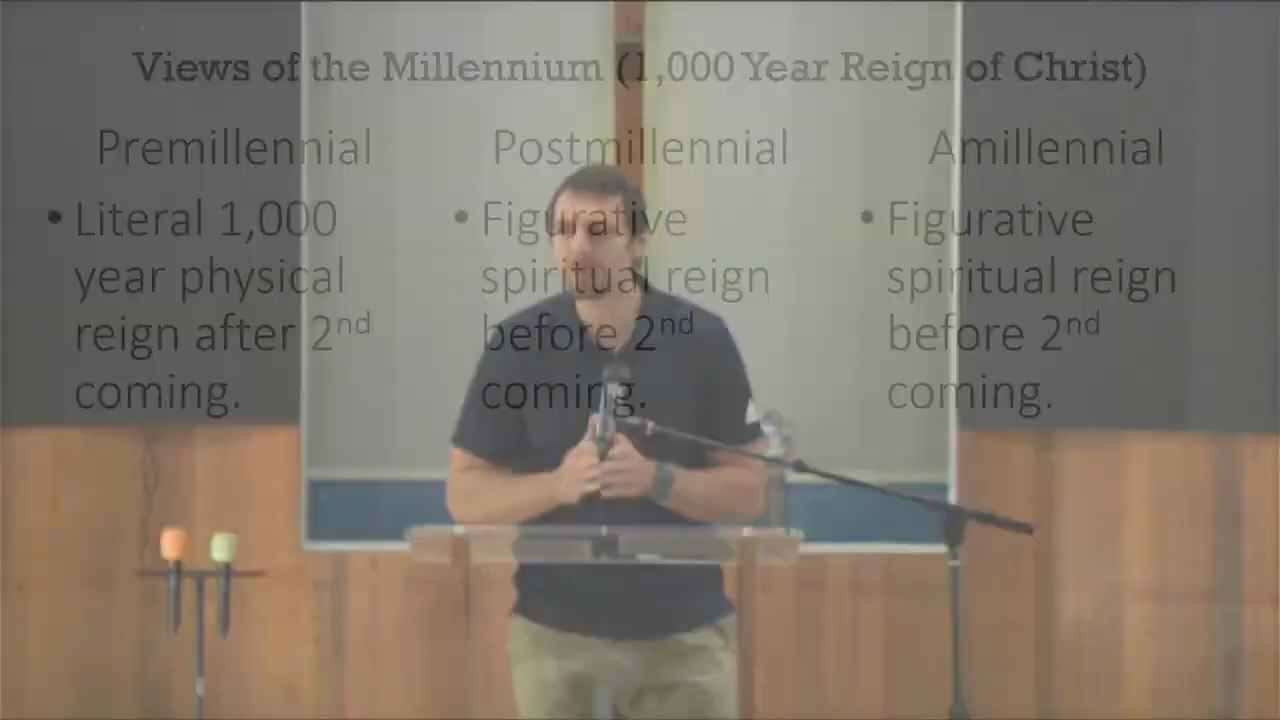 Views of the Millennium (1,000 Year Reign of Christ)
Premillennial
• Literal 1,000
year physical
reign after 2nd
coming.
Postmillennial
• Figurative
spiritual reign
before 2nd
coming.
Amillennial
• Figurative
spiritual reign
before 2nd
coming.